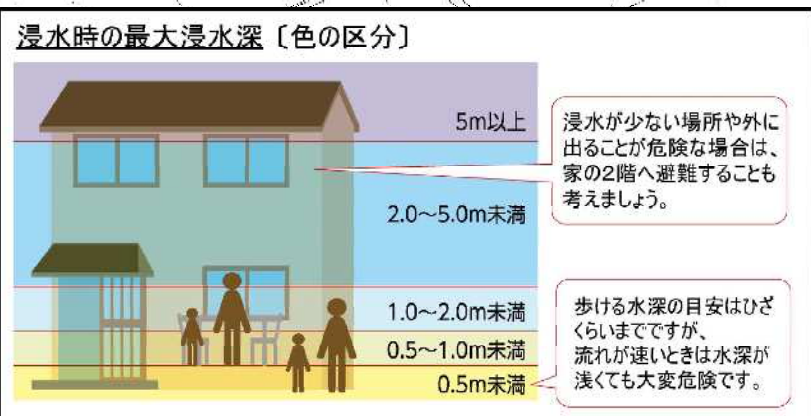 浸水時の最大浸水深〔色の区分〕
5m以上
浸水が少ない場所や外に
出ることが危険な場合は、
家の2階へ避難することも
考えましょう。
2.0～5.0m未満
1.0～2.0m未満
0.5～1.0m未満
0.5m未満
歩ける水深の目安はひざ
くらいまでですが、
流れが速いときは水深が
浅くても大変危険です。